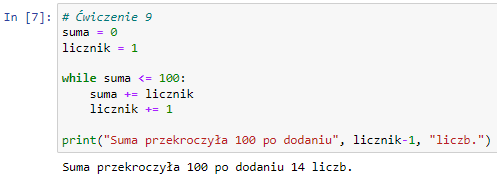 In [7]: # Ćwiczenie 9
suma = 0
licznik = 1
while suma <= 100:
suma += licznik
licznik += 1
print("Suma przekroczyła 100 po dodaniu", licznik-1, "liczb.")
Suma przekroczyła 100 po dodaniu 14 liczb.